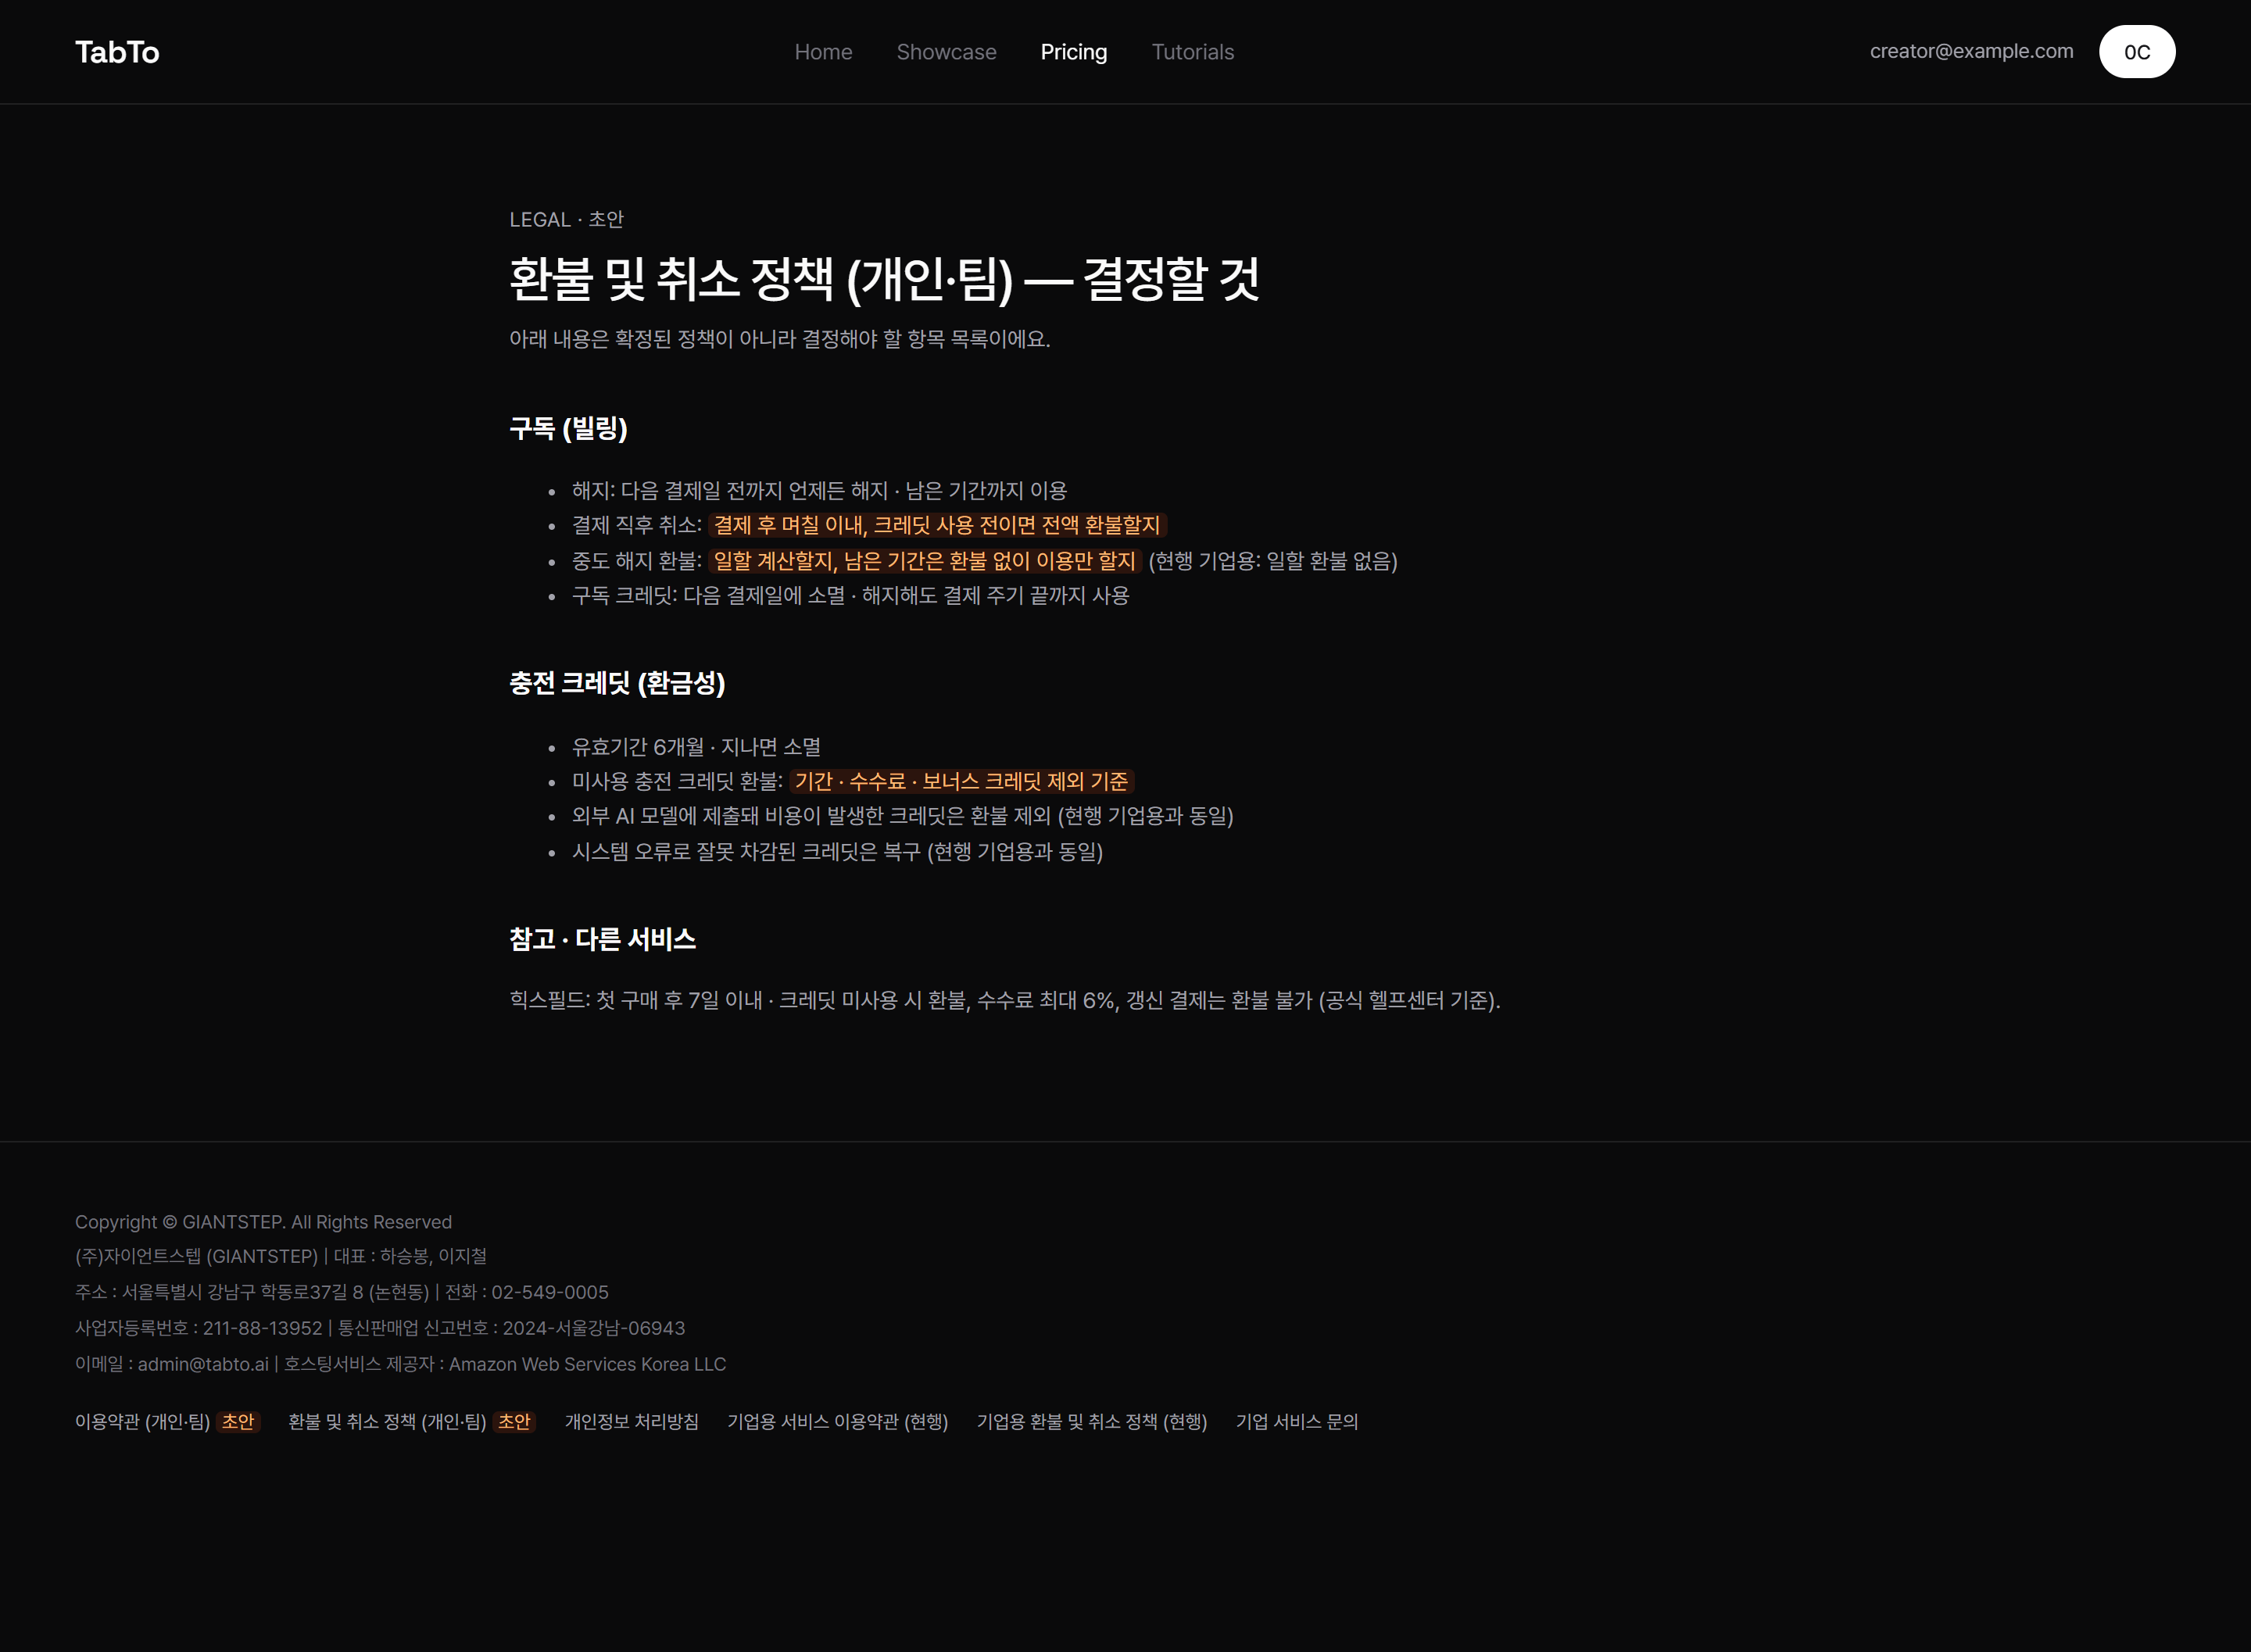 TabTo
Home Showcase Pricing Tutorials
creator@example.com 0C
LEGAL · 초안
환불 및 취소 정책 (개인·팀) — 결정할 것
아래 내용은 확정된 정책이 아니라 결정해야 할 항목 목록이에요.
구독 (빌링)
• 해지: 다음 결제일 전까지 언제든 해지 · 남은 기간까지 이용
• 결제 직후 취소: 결제 후 며칠 이내, 크레딧 사용 전이면 전액 환불할지
• 중도 해지 환불: 일할 계산할지, 남은 기간은 환불 없이 이용만 할지 (현행 기업용: 일할 환불 없음)
• 구독 크레딧: 다음 결제일에 소멸 · 해지해도 결제 주기 끝까지 사용
충전 크레딧 (환금성)
• 유효기간 6개월 · 지나면 소멸
• 미사용 충전 크레딧 환불: 기간 · 수수료 · 보너스 크레딧 제외 기준
• 외부 AI 모델에 제출돼 비용이 발생한 크레딧은 환불 제외 (현행 기업용과 동일)
• 시스템 오류로 잘못 차감된 크레딧은 복구 (현행 기업용과 동일)
참고 · 다른 서비스
힉스필드: 첫 구매 후 7일 이내 · 크레딧 미사용 시 환불, 수수료 최대 6%, 갱신 결제는 환불 불가 (공식 헬프센터 기준).
Copyright © GIANTSTEP. All Rights Reserved
(주)자이언트스텝 (GIANTSTEP) | 대표 : 하승봉, 이지철
주소 : 서울특별시 강남구 학동로37길 8 (논현동) | 전화 : 02-549-0005
사업자등록번호 : 211-88-13952 | 통신판매업 신고번호 : 2024-서울강남-06943
이메일 : admin@tabto.ai | 호스팅서비스 제공자 : Amazon Web Services Korea LLC
이용약관 (개인·팀) 초안 환불 및 취소 정책 (개인·팀) 초안 개인정보 처리방침 기업용 서비스 이용약관 (현행) 기업용 환불 및 취소 정책 (현행) 기업 서비스 문의